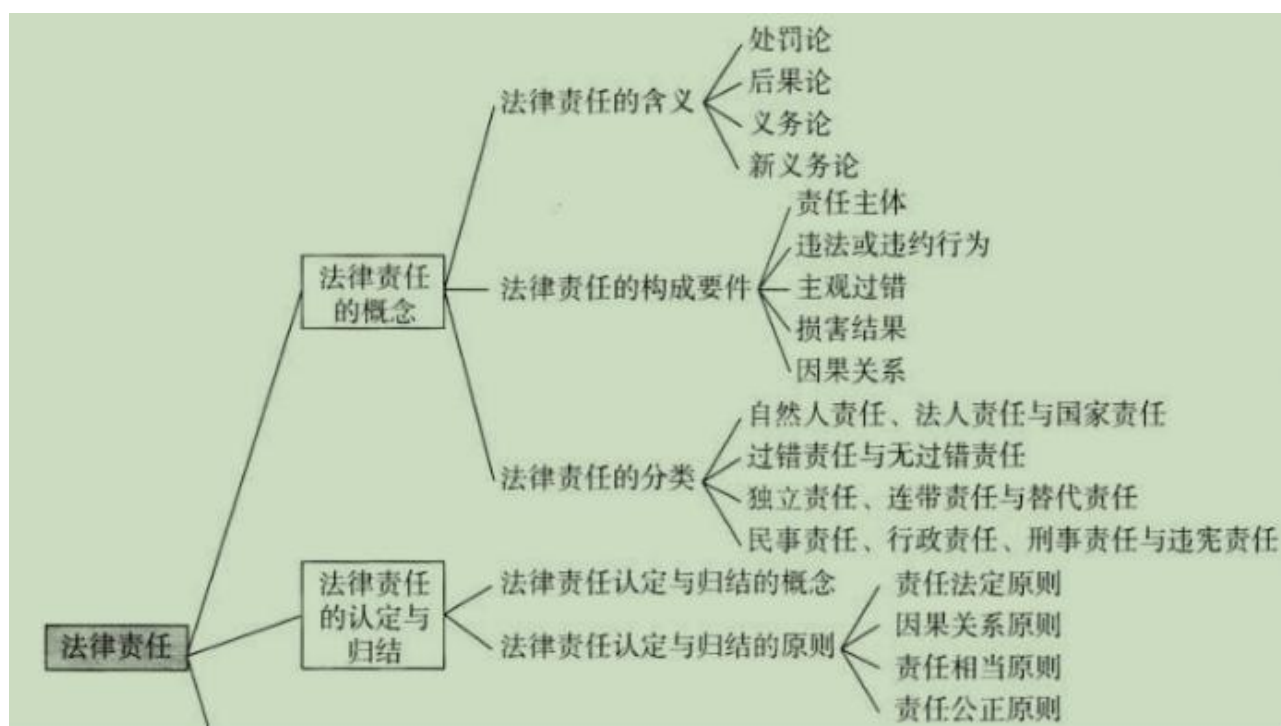 处罚论
后果论
法律责任的含义
义务论
新义务论
责任主体
违法或违约行为
法律责任
的概念
法律责任的构成要件
主观过错
损害结果
因果关系
自然人责任、法人责任与国家责任
过错责任与无过错责任
法律责任的分类
独立责任、连带责任与替代责任
民事责任、行政责任、刑事责任与违宪责任
法律责任
的认定与
归结
法律责任认定与归结的概念
责任法定原则
因果关系原则
法律责任
法律责任认定与归结的原则
责任相当原则
责任公正原则